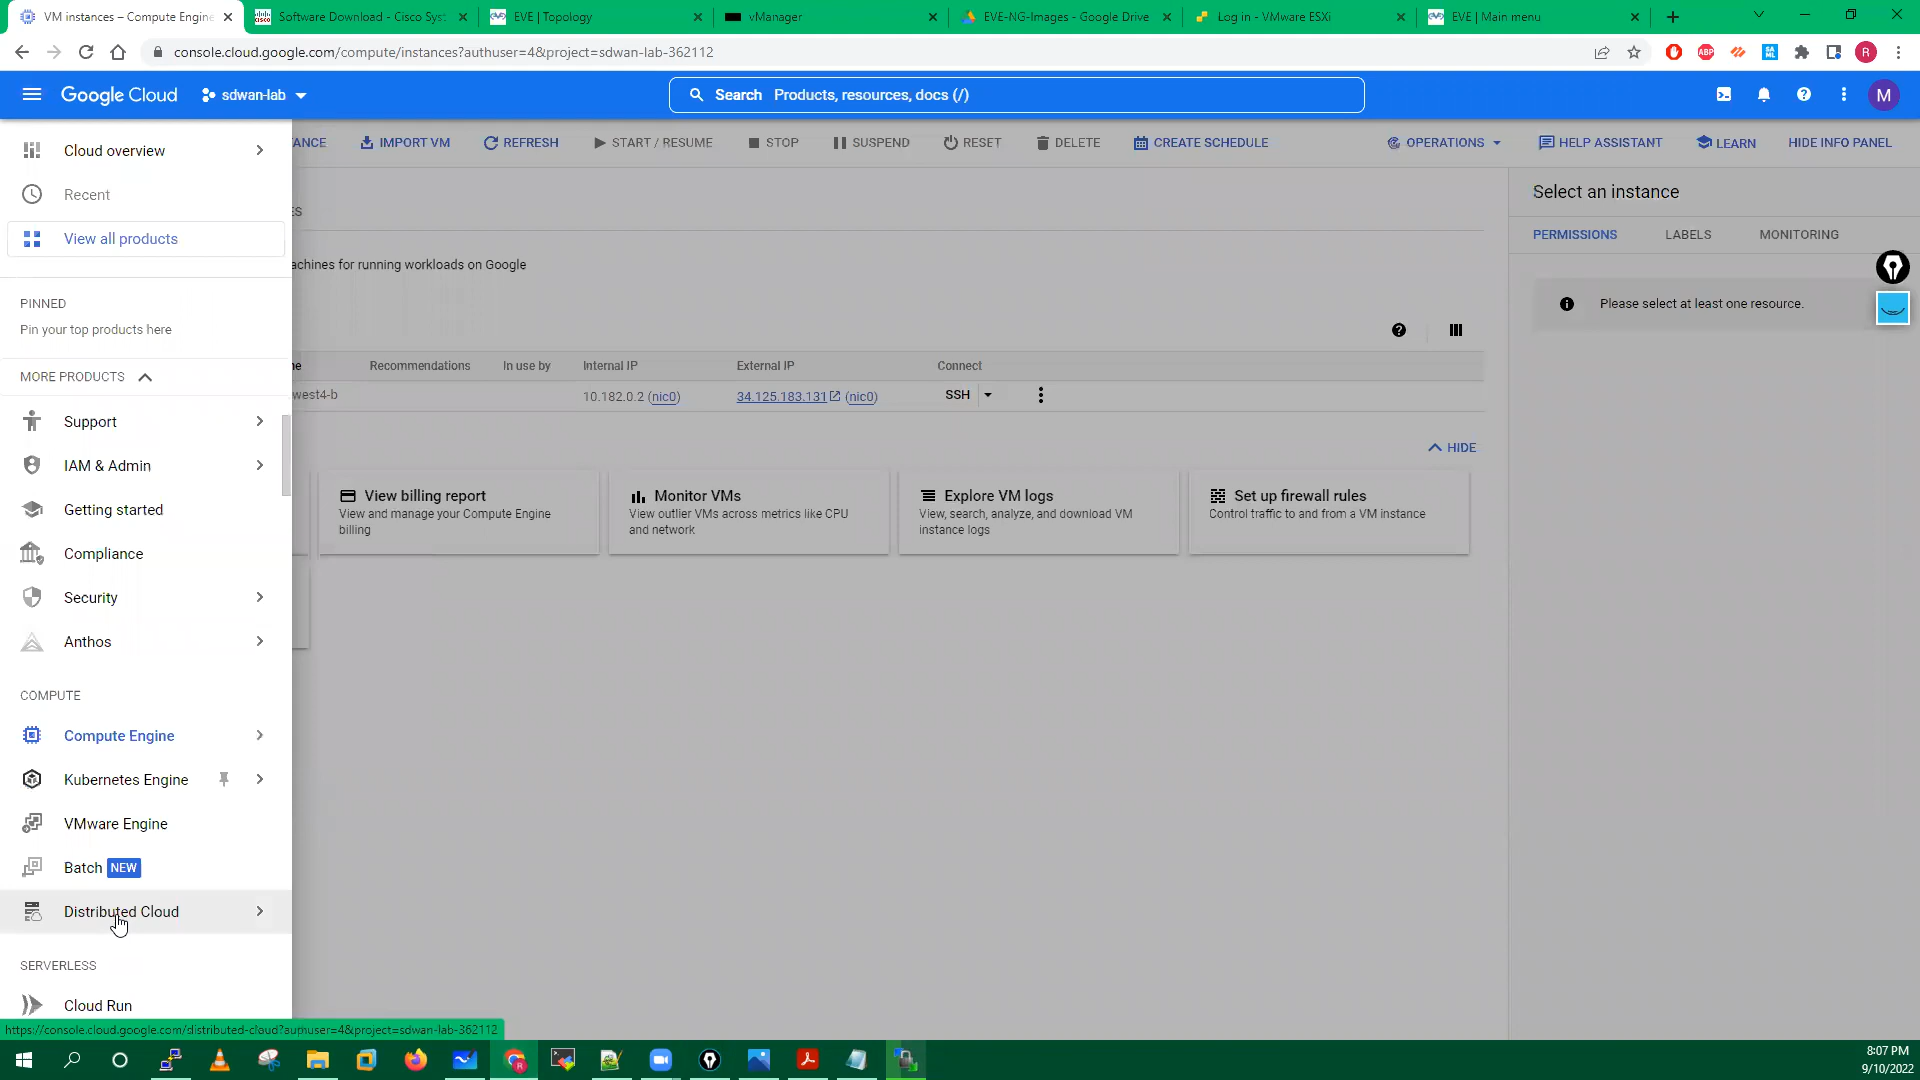 VM instances – Compute Engine
Software Download - Cisco Syst
EVE | Topology
vManager
EVE-NG-Images - Google Drive
Log in - VMware ESXi
EVE | Main menu
console.cloud.google.com/compute/instances?authuser=4&project=sdwan-lab-362112
ABP
R
Google Cloud
sdwan-lab
Search Products, resources, docs (/)
M
Cloud overview
ANCE
IMPORT VM
REFRESH
START / RESUME
STOP
SUSPEND
RESET
DELETE
CREATE SCHEDULE
OPERATIONS
HELP ASSISTANT
LEARN
HIDE INFO PANEL
Recent
ES
Select an instance
View all products
PERMISSIONS
LABELS
MONITORING
achines for running workloads on Google
PINNED
Pin your top products here
Please select at least one resource.
MORE PRODUCTS
ne
Recommendations
In use by
Internal IP
External IP
Connect
west4-b
10.182.0.2 (nic0)
34.125.183.131 (nic0)
SSH
Support
HIDE
IAM & Admin
View billing report
View and manage your Compute Engine
billing
Monitor VMs
View outlier VMs across metrics like CPU
and network
Explore VM logs
View, search, analyze, and download VM
instance logs
Set up firewall rules
Control traffic to and from a VM instance
Getting started
Compliance
Security
Anthos
COMPUTE
Compute Engine
Kubernetes Engine
VMware Engine
Batch NEW
Distributed Cloud
SERVERLESS
Cloud Run
https://console.cloud.google.com/distributed-cloud?authuser=4&project=sdwan-lab-362112
8:07 PM
9/10/2022